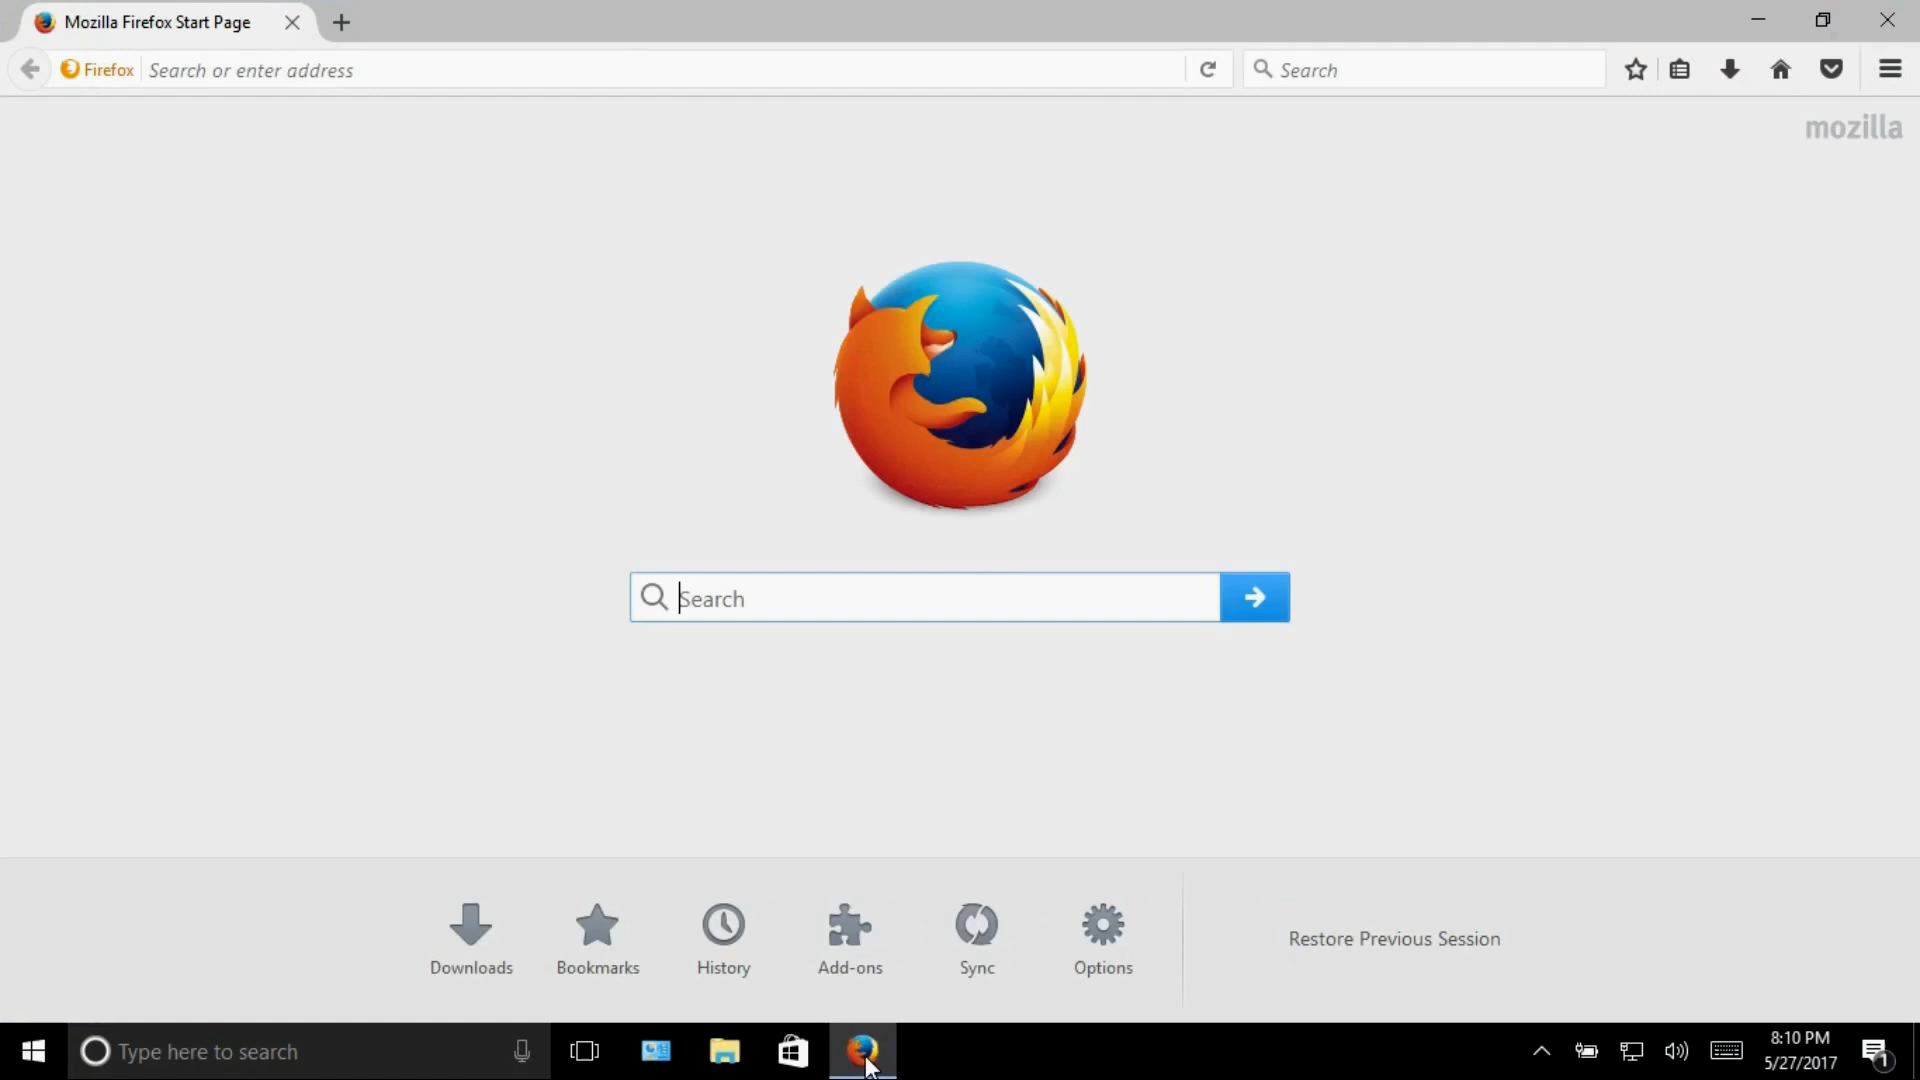 Mozilla Firefox Start Page
Firefox Search or enter address
Search
mozilla
Search
Downloads
Bookmarks
History
Add-ons
Sync
Options
Restore Previous Session
Type here to search
8:10 PM
5/27/2017
1